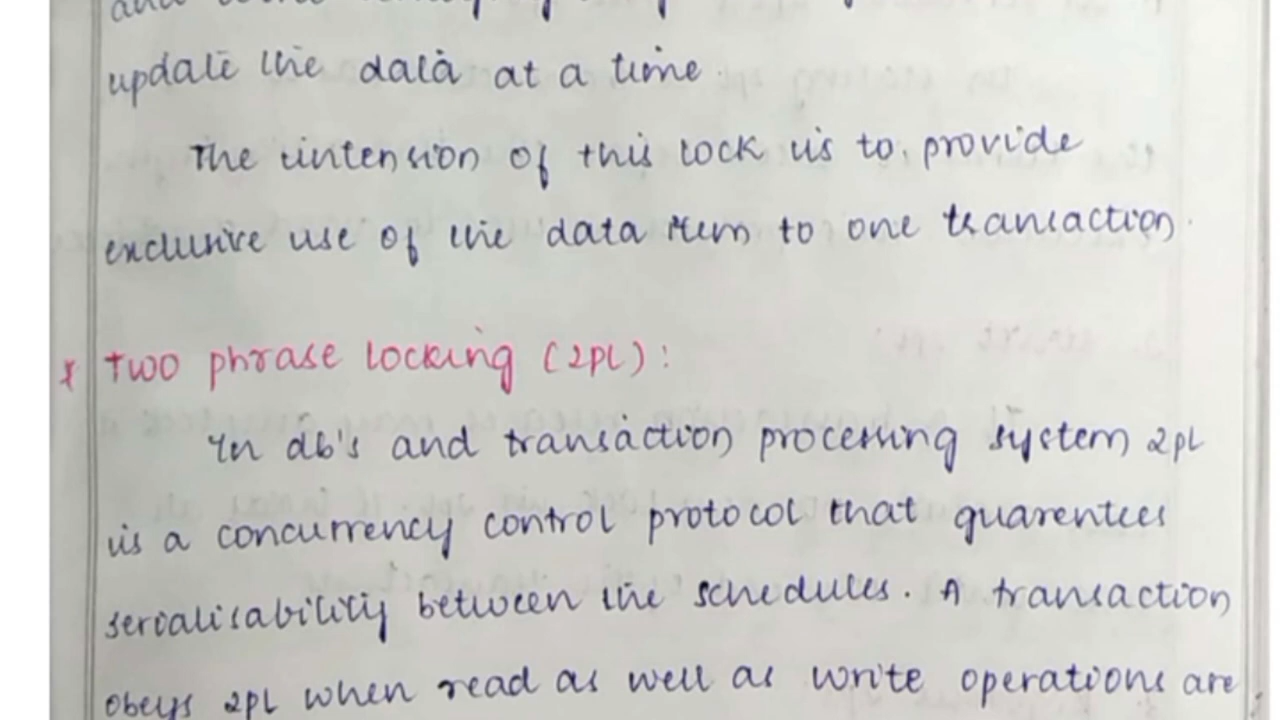 update the data at a time.
The intension of this lock is to provide
exclusive use of the data item to one transaction.
* Two phrase locking (2pl):
In db's and transaction processing system 2pl
is a concurrency control protocol that guarentees
serialisability between the schedules. A transaction
obeys 2pl when read as well as write operations are